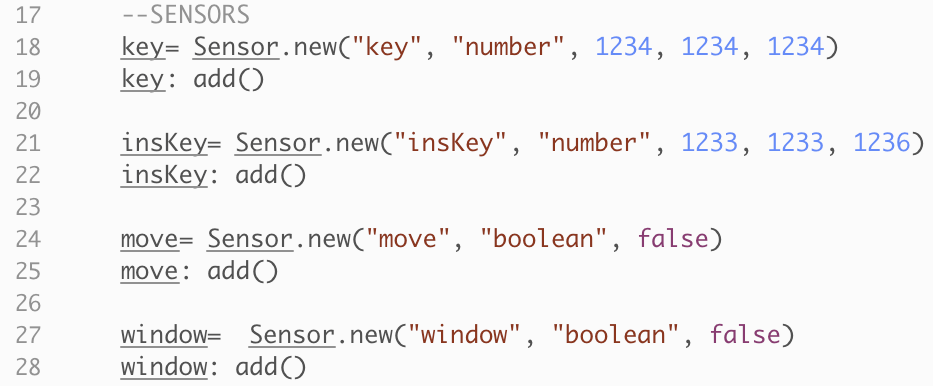 17 --SENSORS
18 key= Sensor.new("key", "number", 1234, 1234, 1234)
19 key: add()
20
21 insKey= Sensor.new("insKey", "number", 1233, 1233, 1236)
22 insKey: add()
23
24 move= Sensor.new("move", "boolean", false)
25 move: add()
26
27 window=  Sensor.new("window", "boolean", false)
28 window: add()